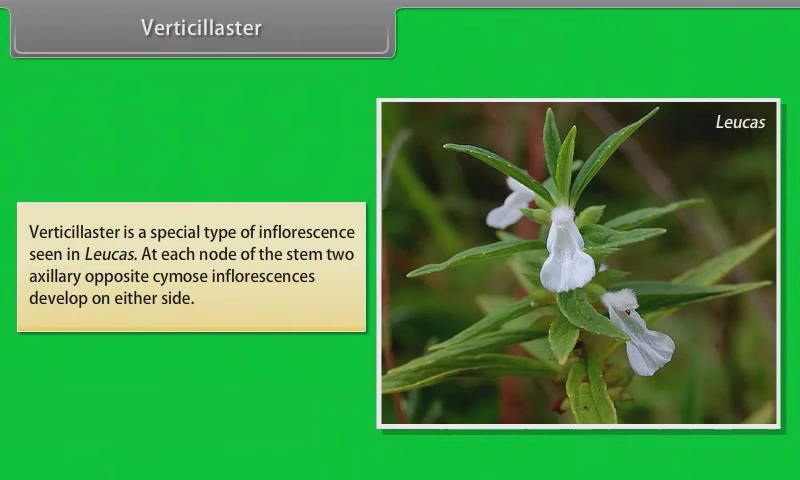 Verticillaster
Leucas
Verticillaster is a special type of inflorescence
seen in Leucas. At each node of the stem two
axillary opposite cymose inflorescences
develop on either side.